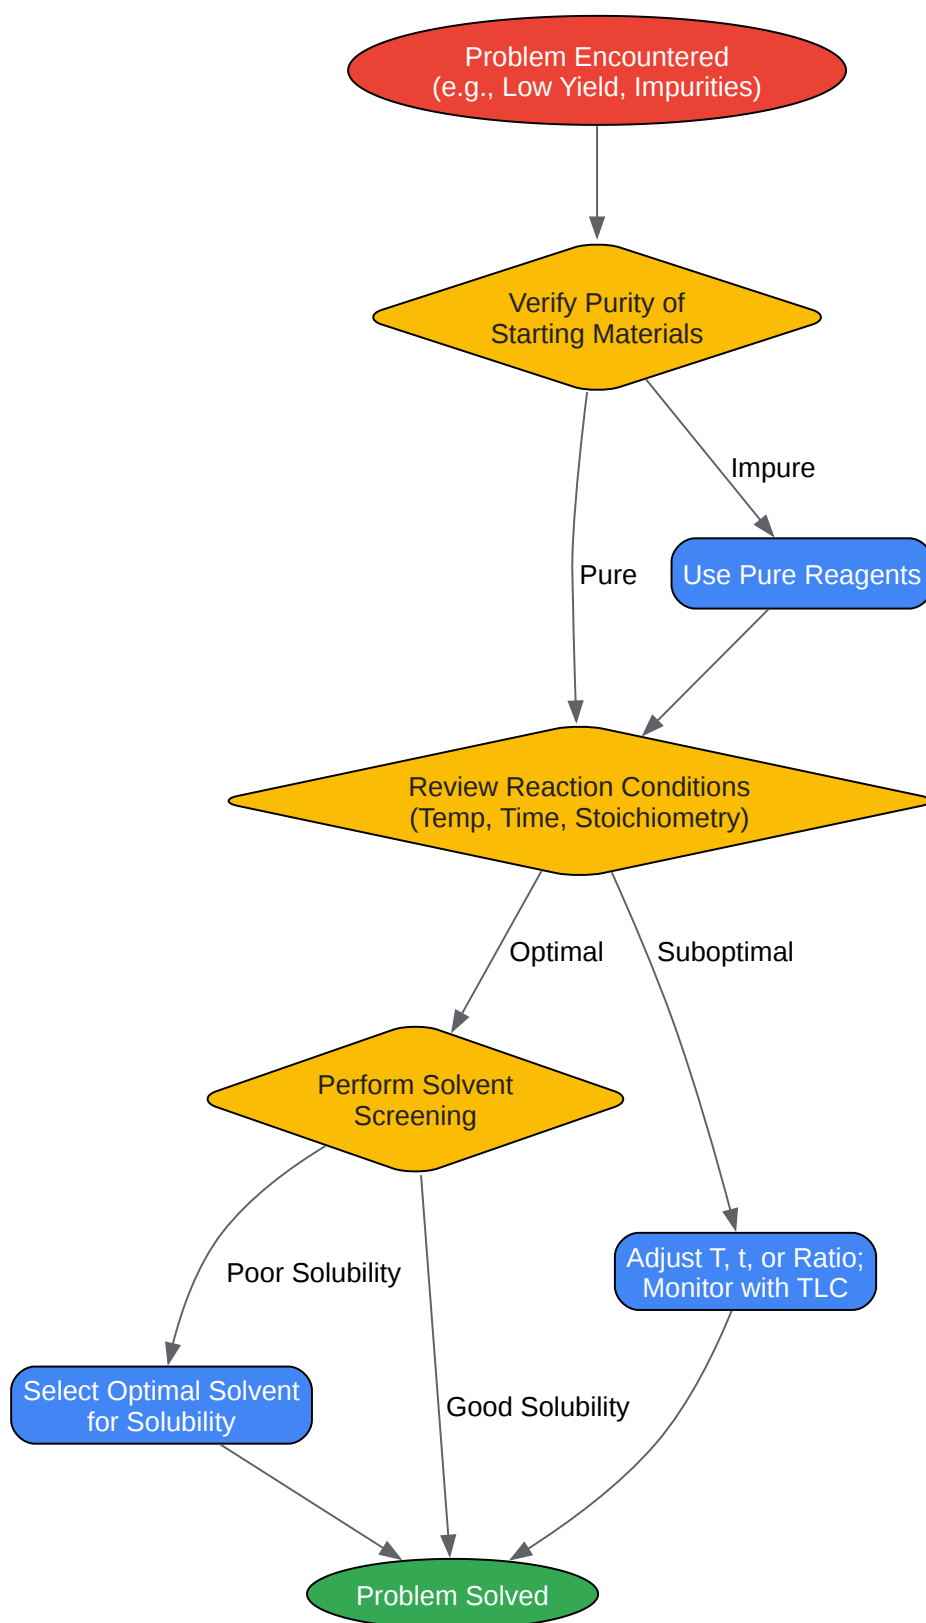 Problem Encountered
(e.g., Low Yield, Impurities)
Verify Purity of
Starting Materials
Impure
Pure
Use Pure Reagents
Review Reaction Conditions
(Temp, Time, Stoichiometry)
Optimal
Suboptimal
Perform Solvent
Screening
Poor Solubility
Adjust T, t, or Ratio;
Monitor with TLC
Select Optimal Solvent
for Solubility
Good Solubility
Problem Solved